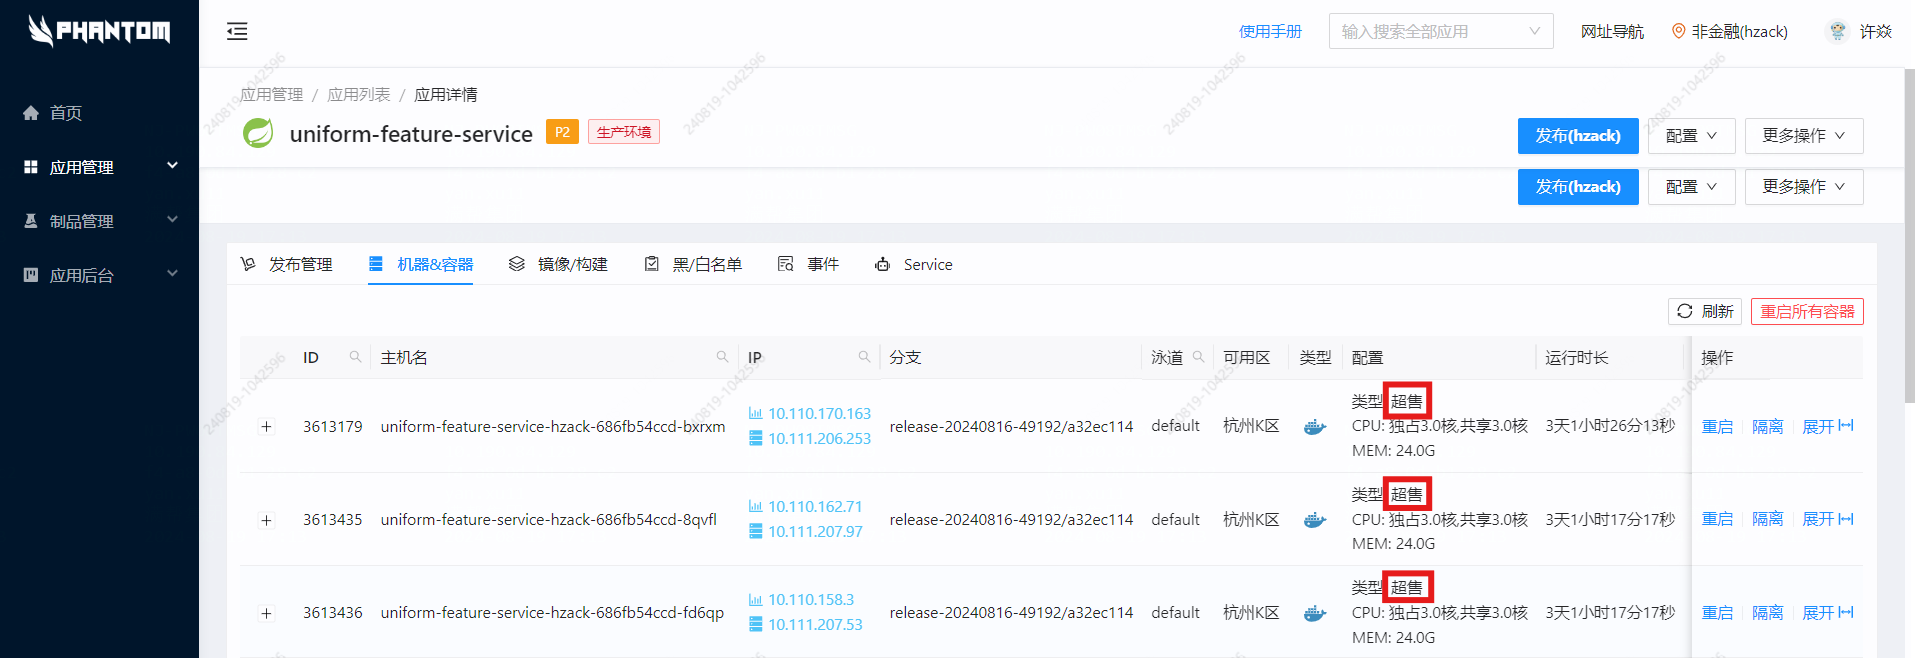 PHANTOM
使用手册
输入搜索全部应用
网址导航
非金融(hzack)
许焱
首页
应用管理
制品管理
应用后台
应用管理 / 应用列表 / 应用详情
uniform-feature-service P2 生产环境
发布(hzack) 配置 更多操作
发布(hzack) 配置 更多操作
发布管理 机器&容器 镜像/构建 黑/白名单 事件 Service
刷新 重启所有容器
ID 主机名 IP 分支 泳道 可用区 类型 配置 运行时长 操作
3613179 uniform-feature-service-hzack-686fb54ccd-bxrxm
10.110.170.163
10.111.206.253
release-20240816-49192/a32ec114 default 杭州K区
类型 超售
CPU: 独占3.0核,共享3.0核
MEM: 24.0G
3天1小时26分13秒 重启 隔离 展开
3613435 uniform-feature-service-hzack-686fb54ccd-8qvfl
10.110.162.71
10.111.207.97
release-20240816-49192/a32ec114 default 杭州K区
类型 超售
CPU: 独占3.0核,共享3.0核
MEM: 24.0G
3天1小时17分17秒 重启 隔离 展开
3613436 uniform-feature-service-hzack-686fb54ccd-fd6qp
10.110.158.3
10.111.207.53
release-20240816-49192/a32ec114 default 杭州K区
类型 超售
CPU: 独占3.0核,共享3.0核
MEM: 24.0G
3天1小时17分17秒 重启 隔离 展开
240819-1042596
240819-1042596
240819-1042596
240819-1042596
240819-1042596
240819-1042596
240819-1042596
240819-1042596